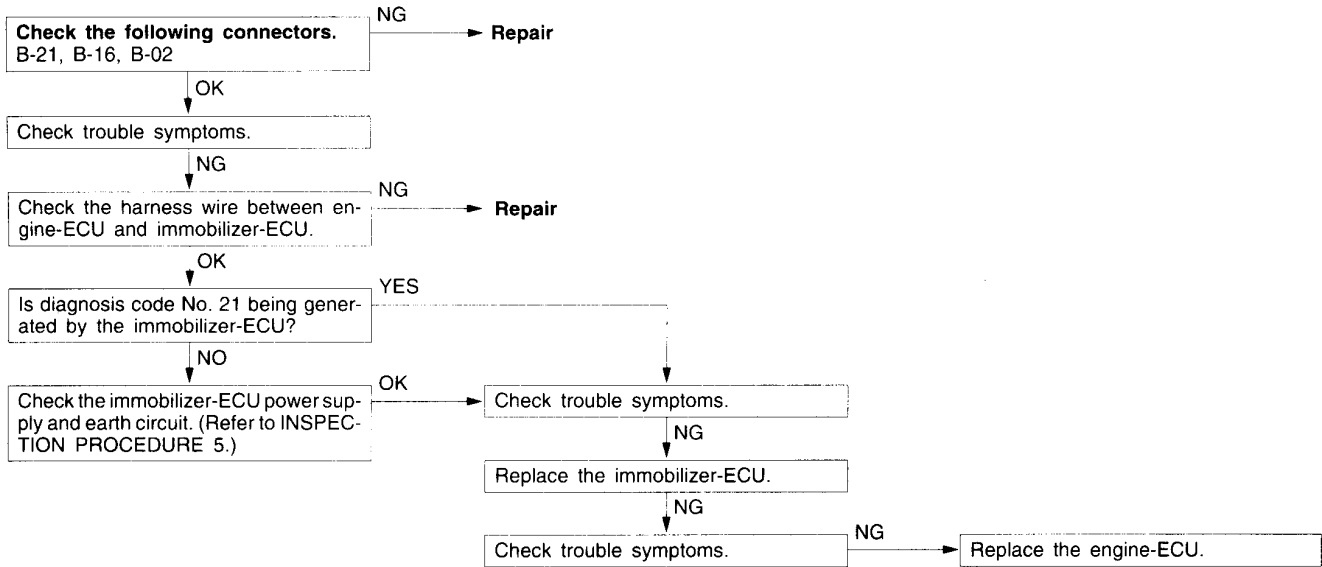 Check the following connectors.
B-21, B-16, B-02
NG
Repair
OK
Check trouble symptoms.
NG
Check the harness wire between en-
gine-ECU and immobilizer-ECU.
NG
Repair
OK
Is diagnosis code No. 21 being gener-
ated by the immobilizer-ECU?
YES
NO
Check the immobilizer-ECU power sup-
ply and earth circuit. (Refer to INSPEC-
TION PROCEDURE 5.)
OK
Check trouble symptoms.
NG
Replace the immobilizer-ECU.
NG
Check trouble symptoms.
NG
Replace the engine-ECU.